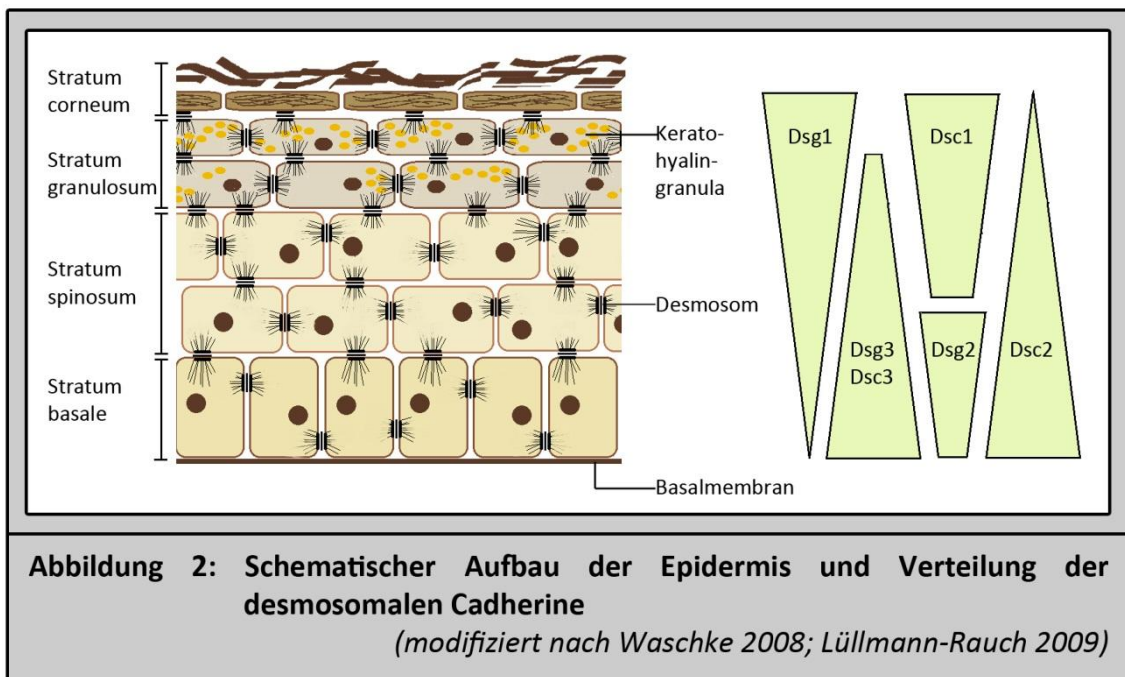 Stratum
corneum
Stratum
granulosum
Stratum
spinosum
Stratum
basale
Kerato-
hyalin-
granula
Desmosom
Basalmembran
Dsg1
Dsc1
Dsg3
Dsc3
Dsg2
Dsc2
Abbildung 2: Schematischer Aufbau der Epidermis und Verteilung der
desmosomalen Cadherine
(modifiziert nach Waschke 2008; Lüllmann-Rauch 2009)